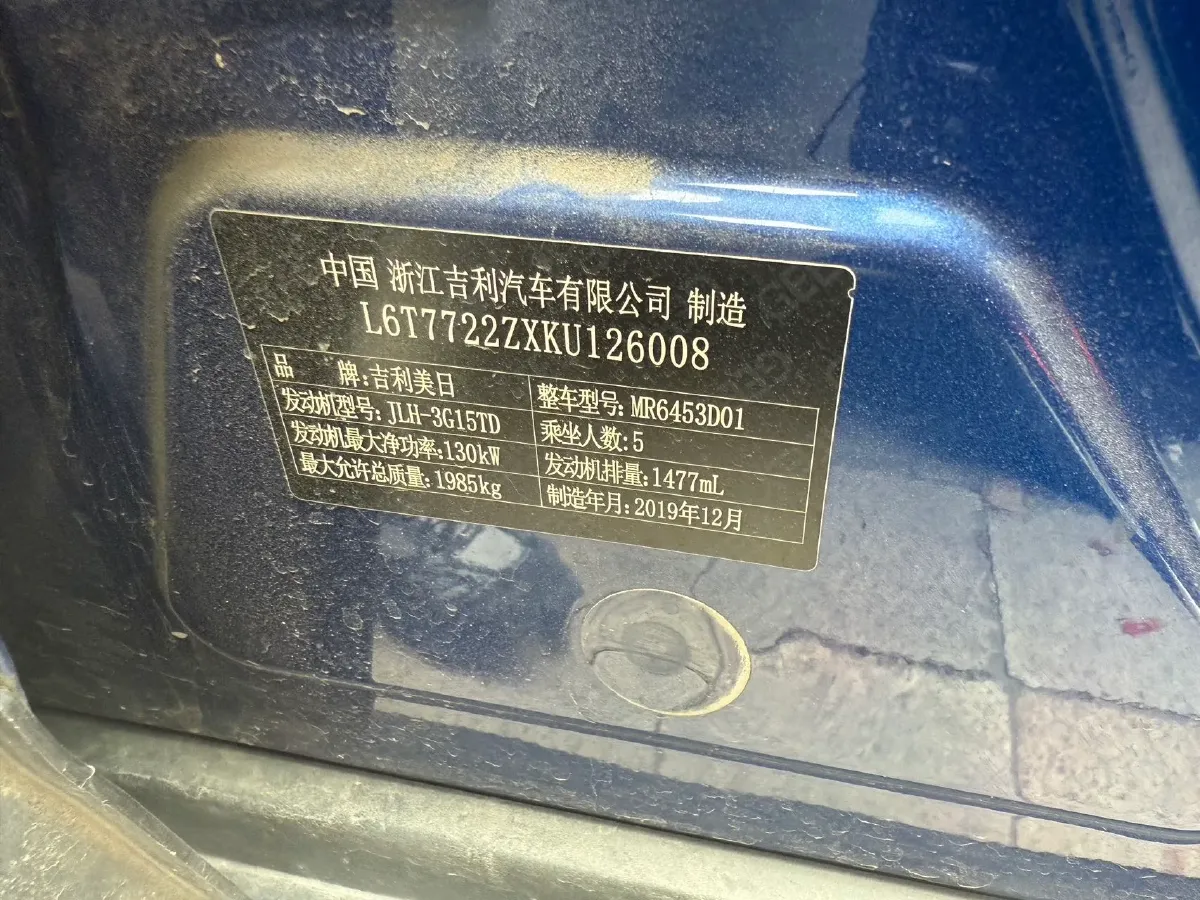 中国 浙江吉利汽车有限公司 制造
L6T7722ZXKU126008
品 牌:吉利美日 整车型号:MR6453D01
发动机型号:JLH-3G15TD 乘坐人数:5
发动机最大净功率:130kW 发动机排量:1477mL
最大允许总质量:1985kg 制造年月:2019年12月